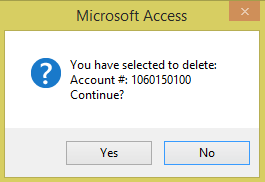 Microsoft Access
You have selected to delete:
Account #: 1060150100
Continue?
Yes
No